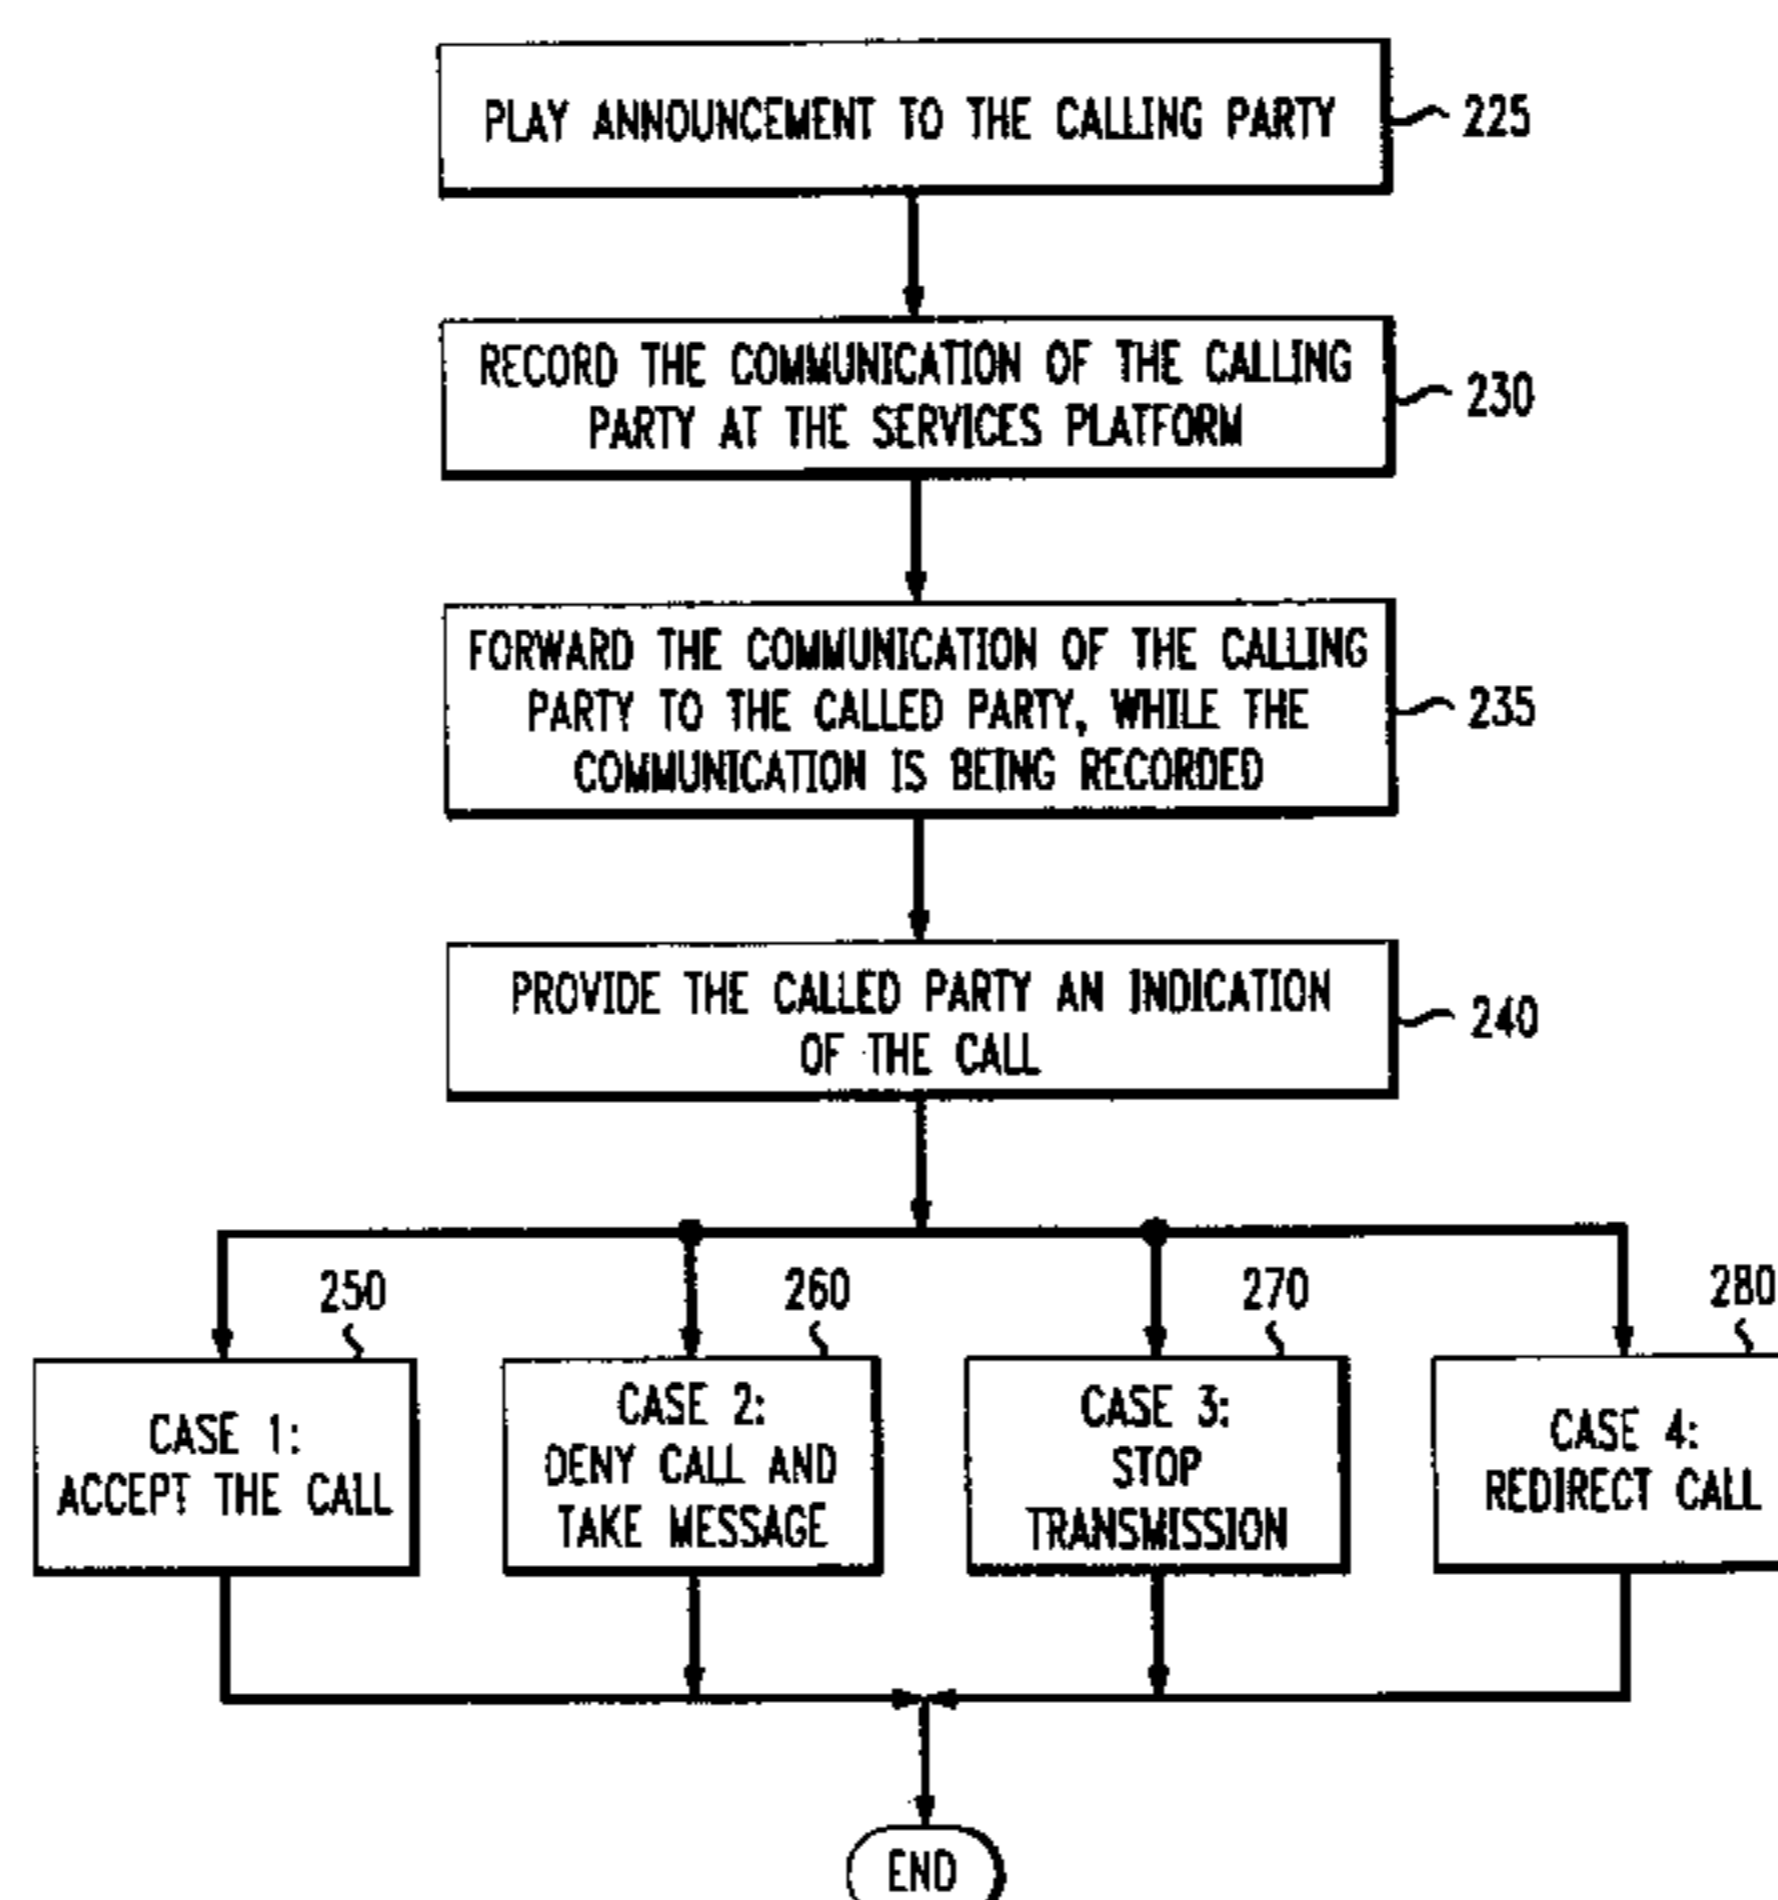 PLAY ANNOUNCEMENT TO THE CALLING PARTY
225
RECORD THE COMMUNICATION OF THE CALLING
PARTY AT THE SERVICES PLATFORM
230
FORWARD THE COMMUNICATION OF THE CALLING
PARTY TO THE CALLED PARTY, WHILE THE
COMMUNICATION IS BEING RECORDED
235
PROVIDE THE CALLED PARTY AN INDICATION
OF THE CALL
240
250
CASE 1:
ACCEPT THE CALL
260
CASE 2:
DENY CALL AND
TAKE MESSAGE
270
CASE 3:
STOP
TRANSMISSION
280
CASE 4:
REDIRECT CALL
END